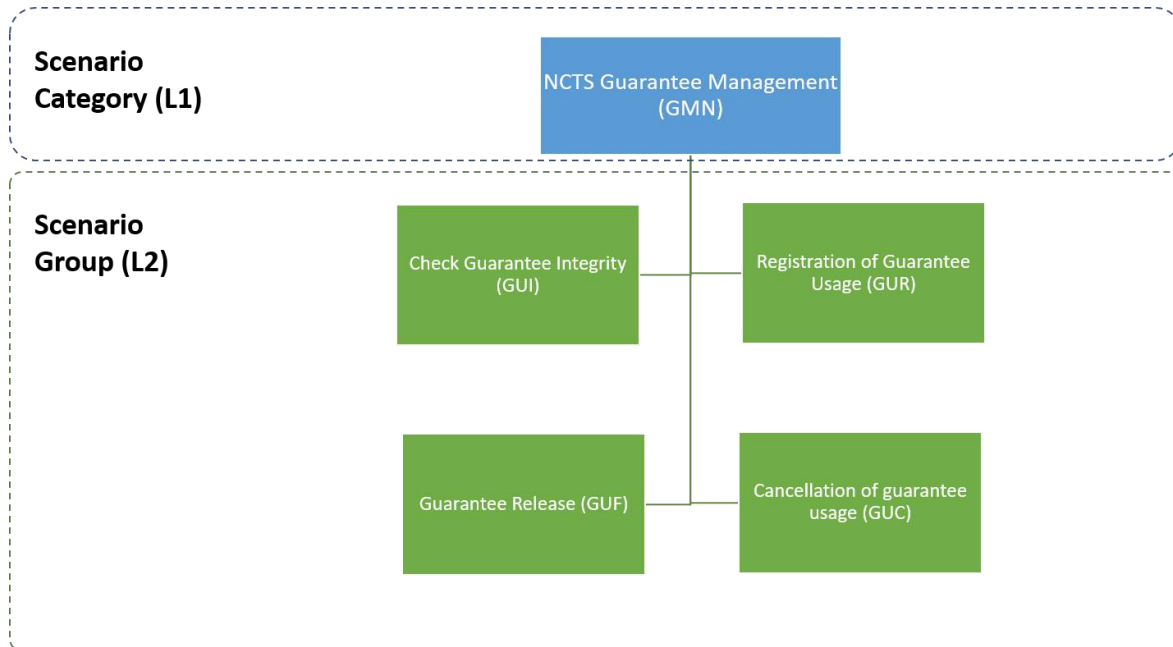 Scenario
Category (L1)
NCTS Guarantee Management
(GMN)
Scenario
Group (L2)
Check Guarantee Integrity
(GUI)
Registration of Guarantee
Usage (GUR)
Guarantee Release (GUF)
Cancellation of guarantee
usage (GUC)